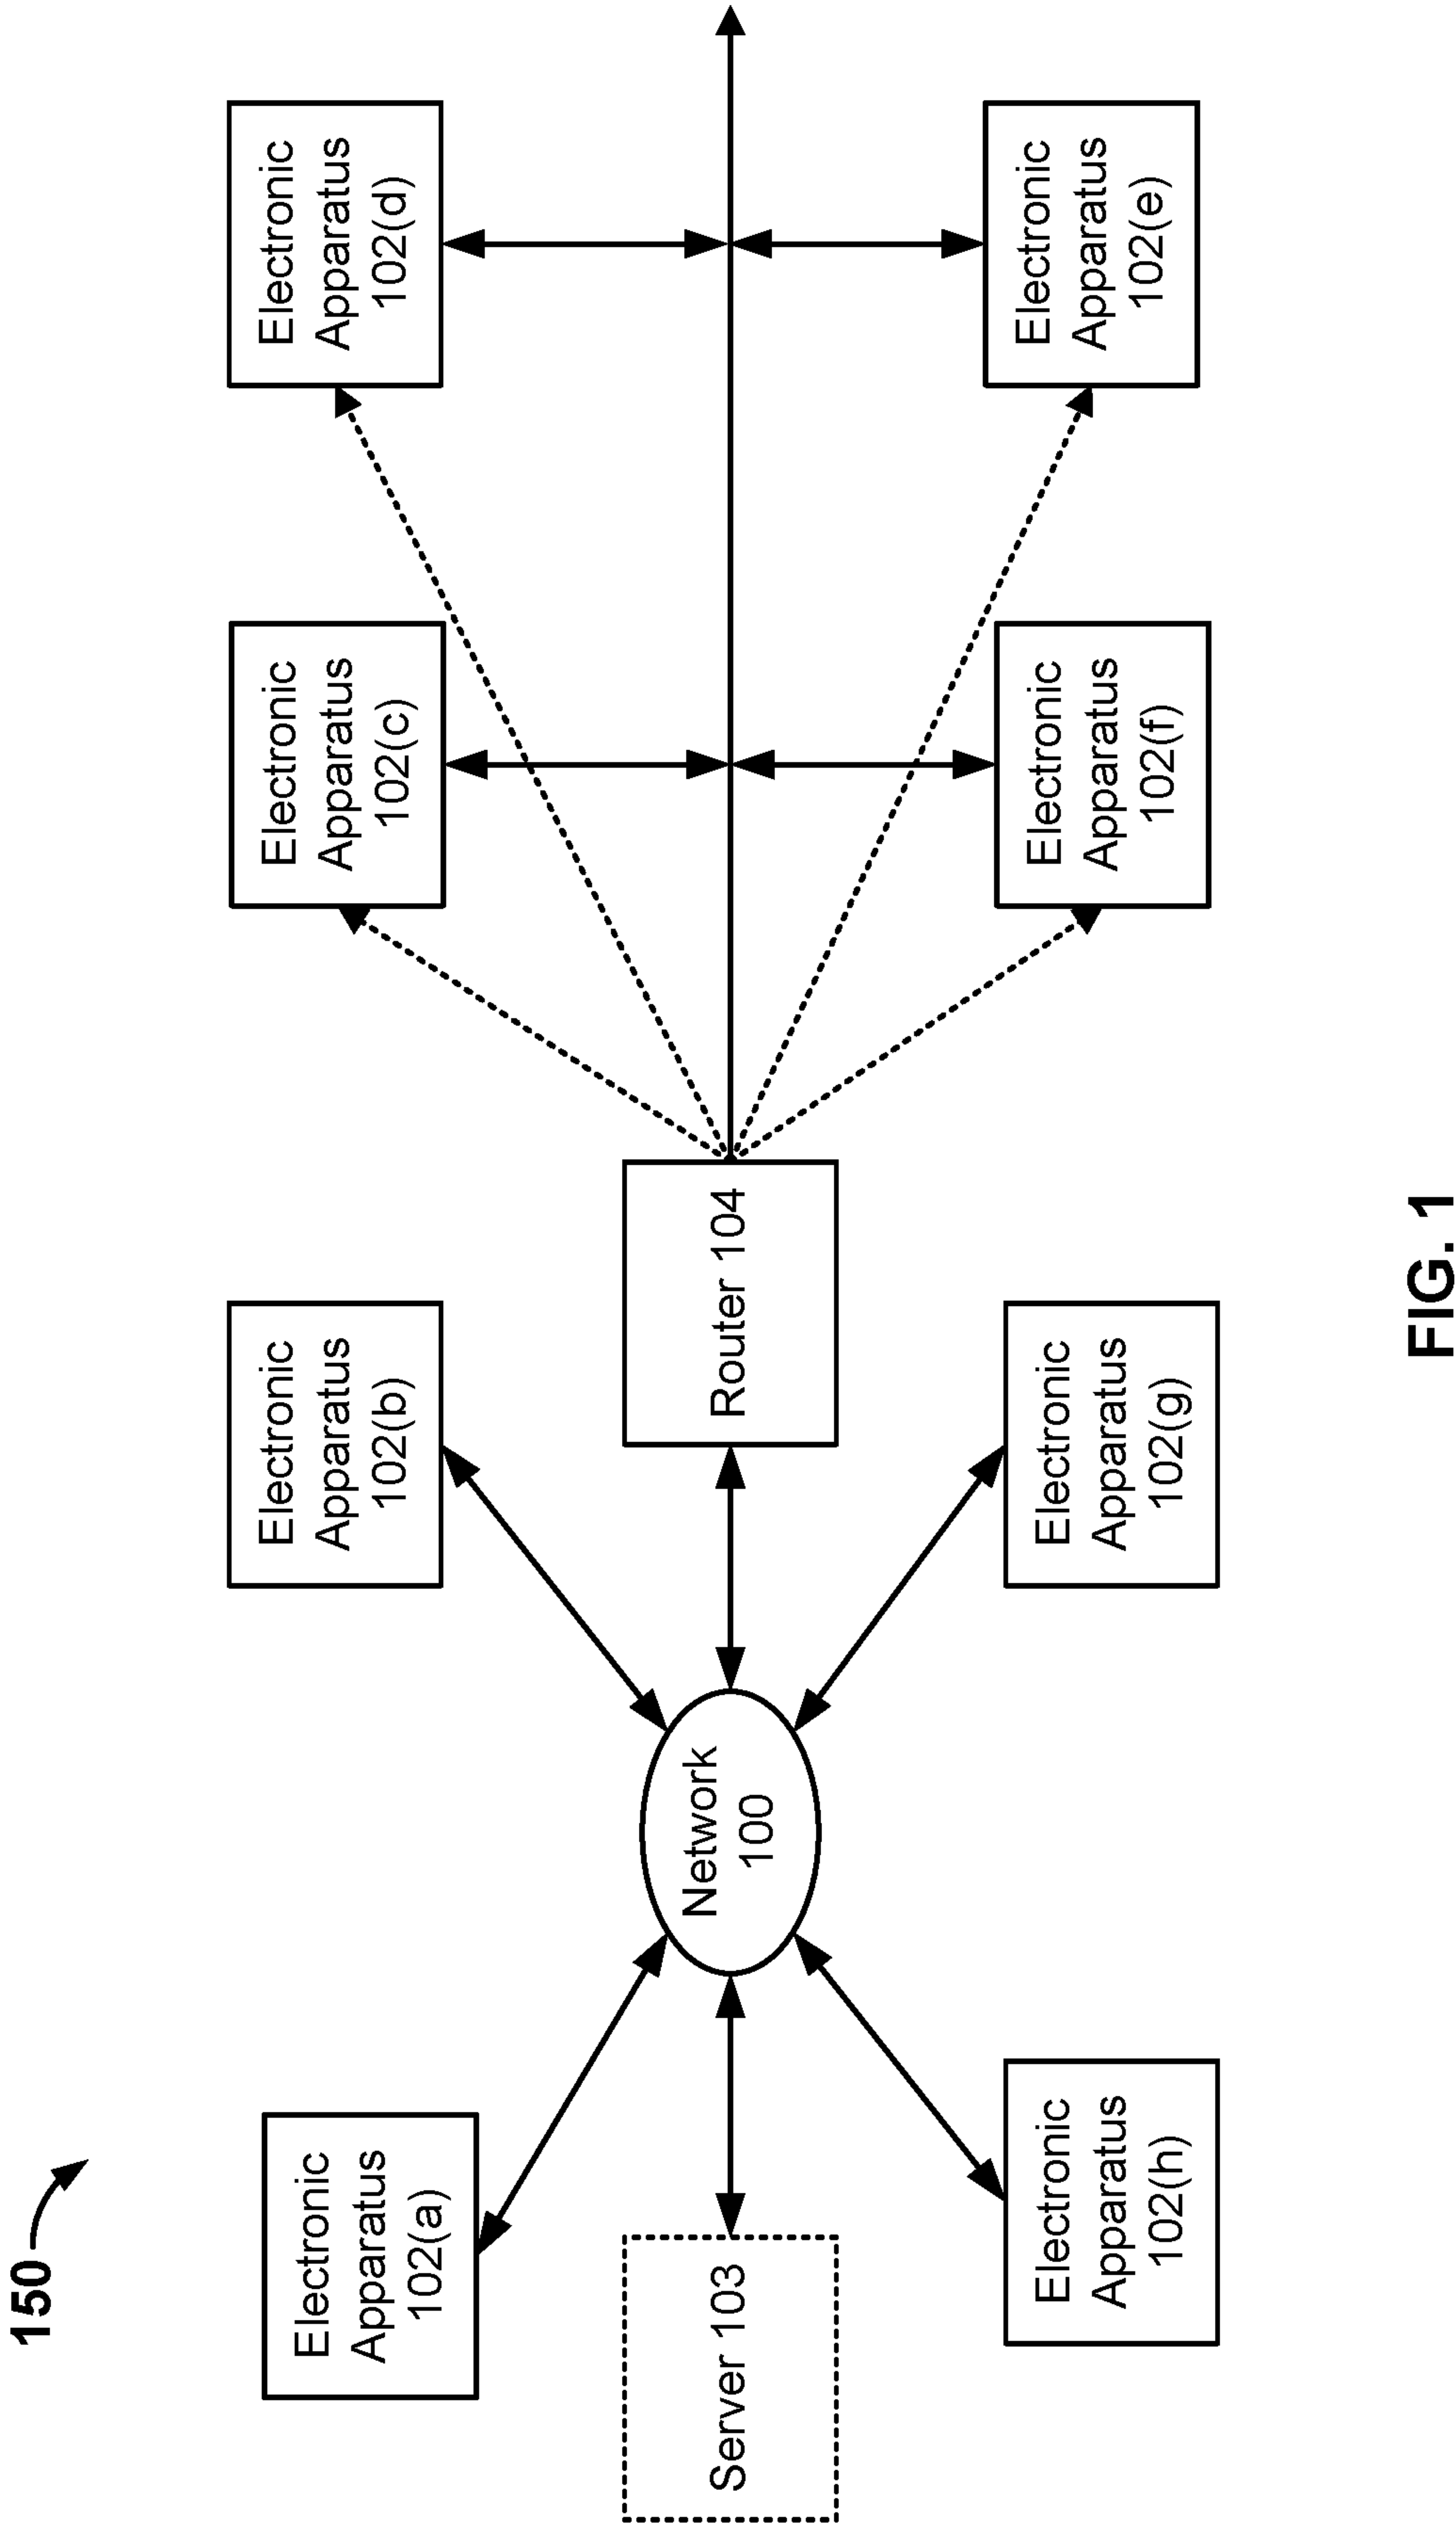 150
Electronic
Apparatus
102(a)
Electronic
Apparatus
102(b)
Electronic
Apparatus
102(c)
Electronic
Apparatus
102(d)
Server 103
Network
100
Router 104
Electronic
Apparatus
102(h)
Electronic
Apparatus
102(g)
Electronic
Apparatus
102(f)
Electronic
Apparatus
102(e)
FIG. 1